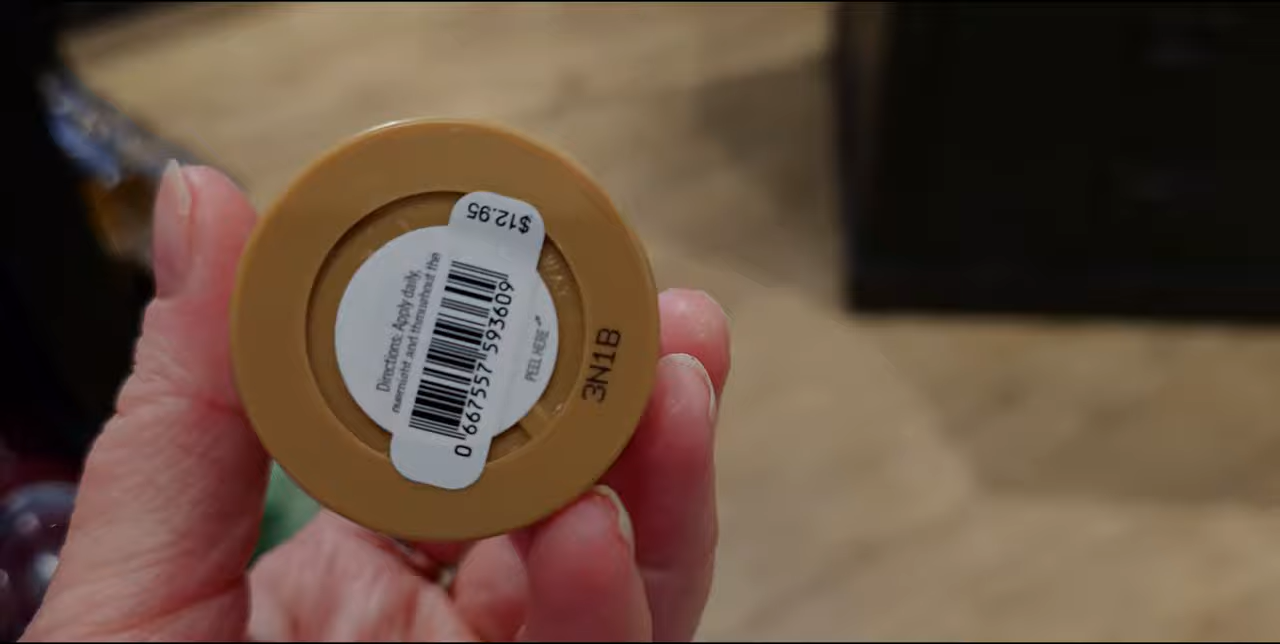 $12.95
Directions: Apply daily,
overnight and throughout the
0 667557 593609
PEEL HERE
3N1B